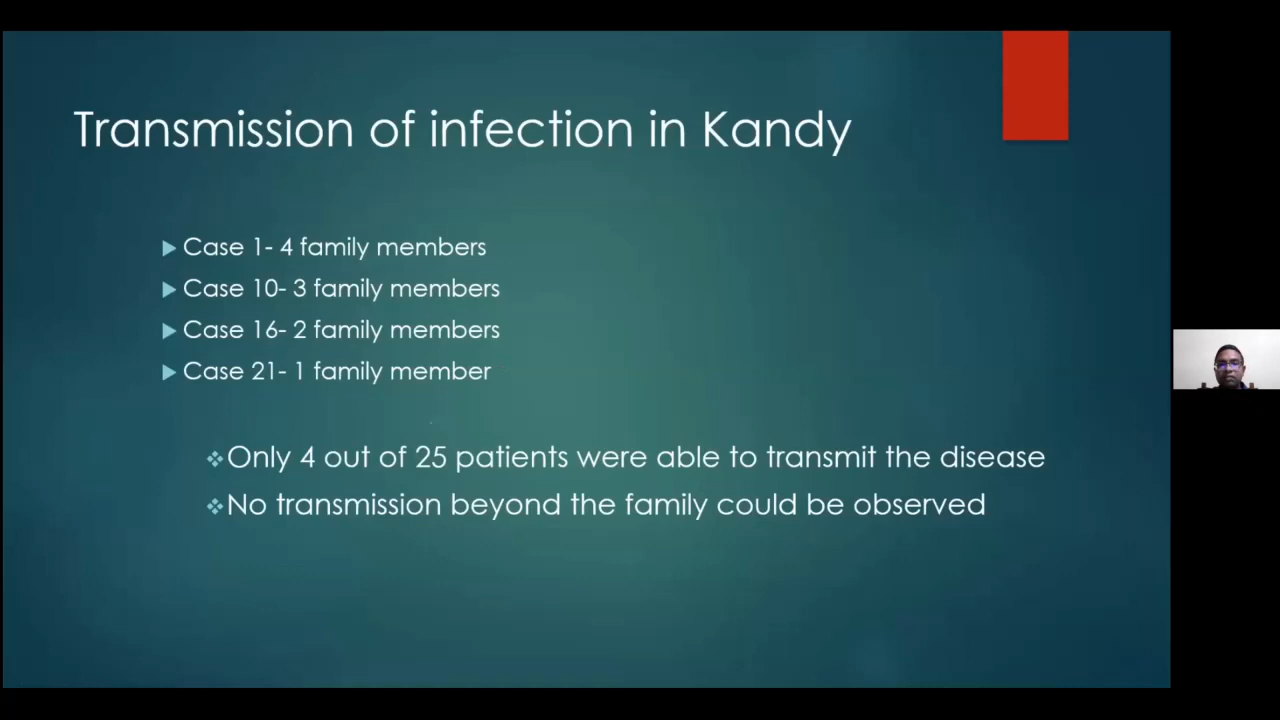 Transmission of infection in Kandy
Case 1- 4 family members
Case 10- 3 family members
Case 16- 2 family members
Case 21- 1 family member
Only 4 out of 25 patients were able to transmit the disease
No transmission beyond the family could be observed